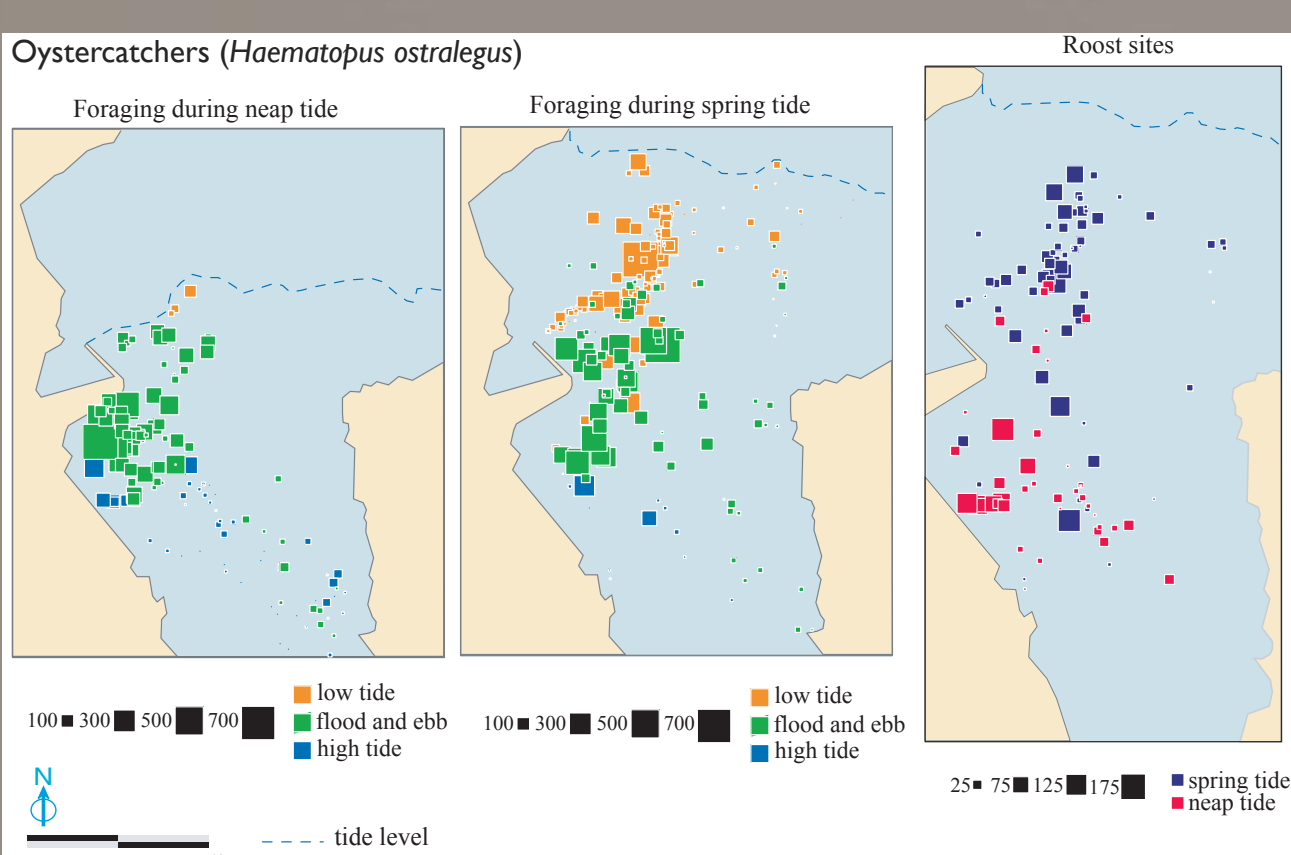 Oystercatchers (Haematopus ostralegus)
Foraging during neap tide
Foraging during spring tide
Roost sites
100 300 500 700
low tide
flood and ebb
high tide
100 300 500 700
low tide
flood and ebb
high tide
25 75 125 175
spring tide
neap tide
N
tide level